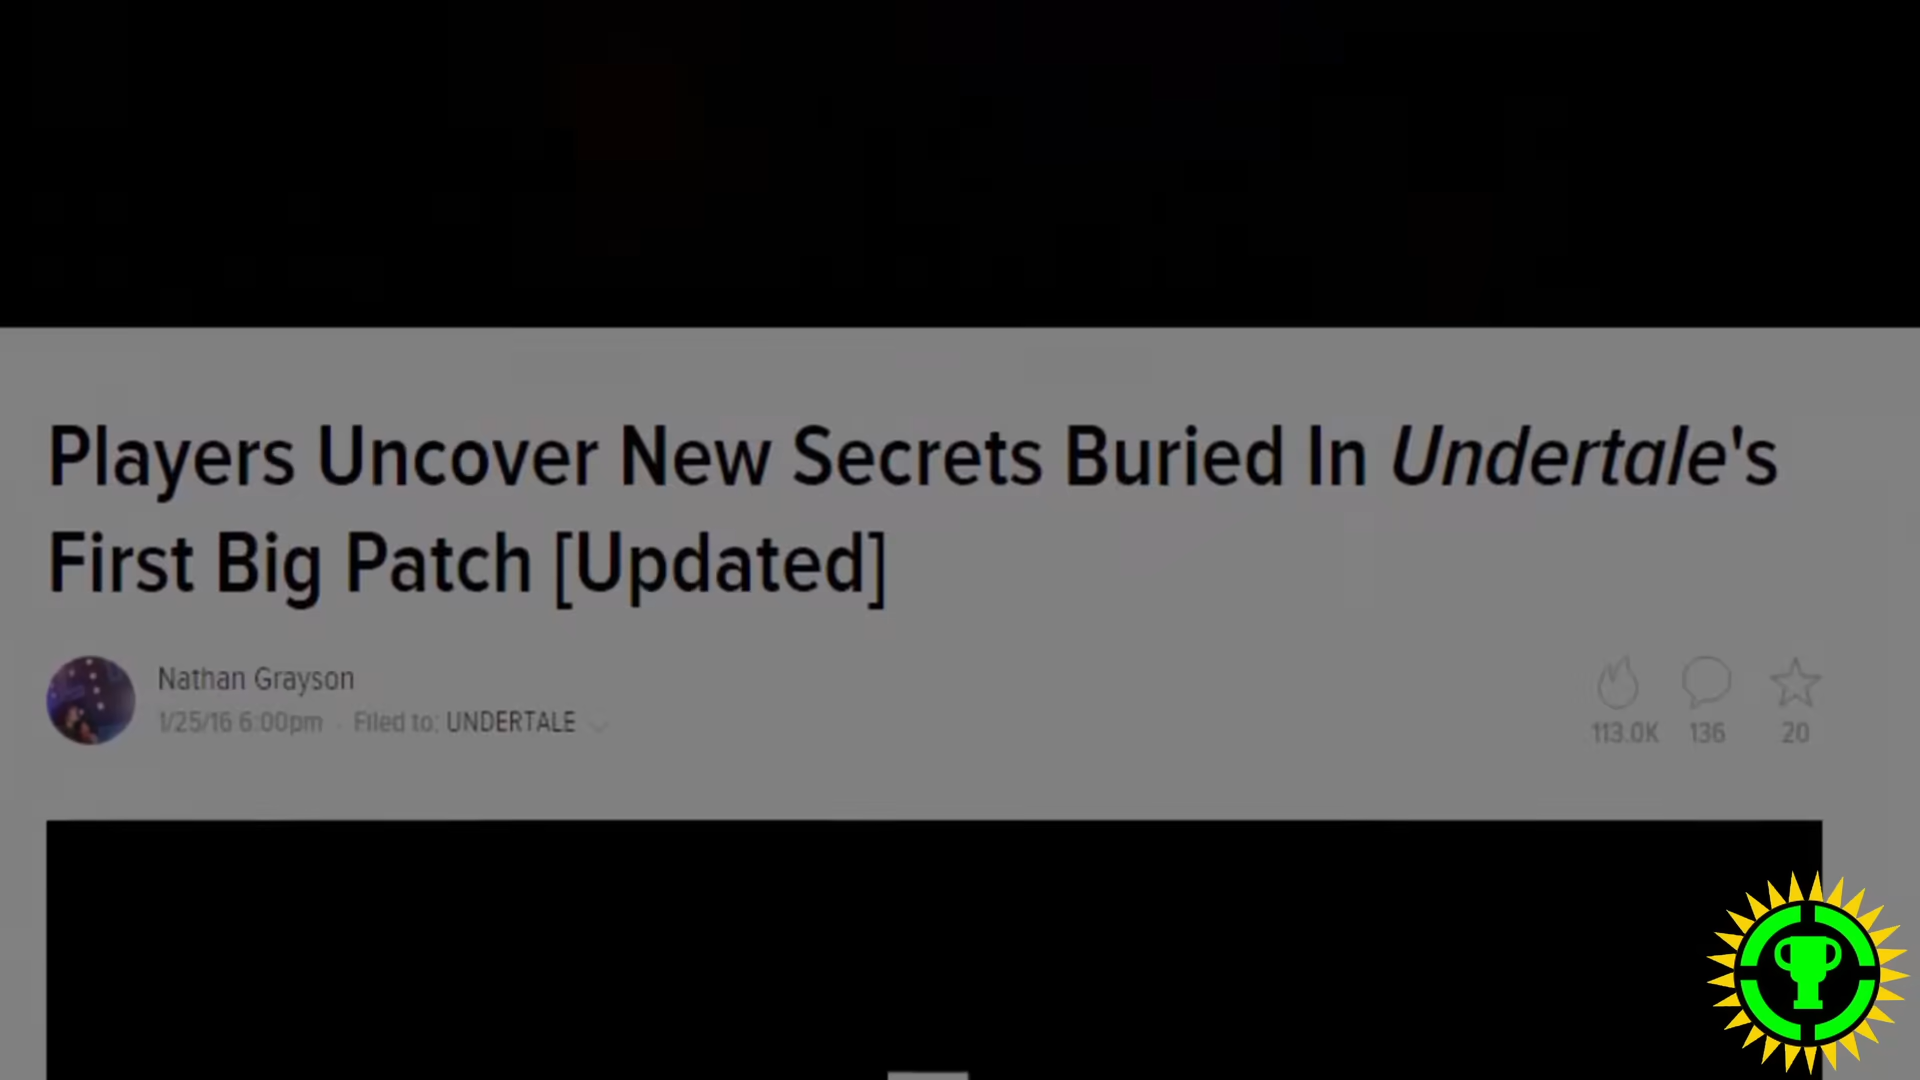 Players Uncover New Secrets Buried In Undertale's
First Big Patch [Updated]
Nathan Grayson
1/25/16 6:00pm · Filed to: UNDERTALE
113.0K 136 20